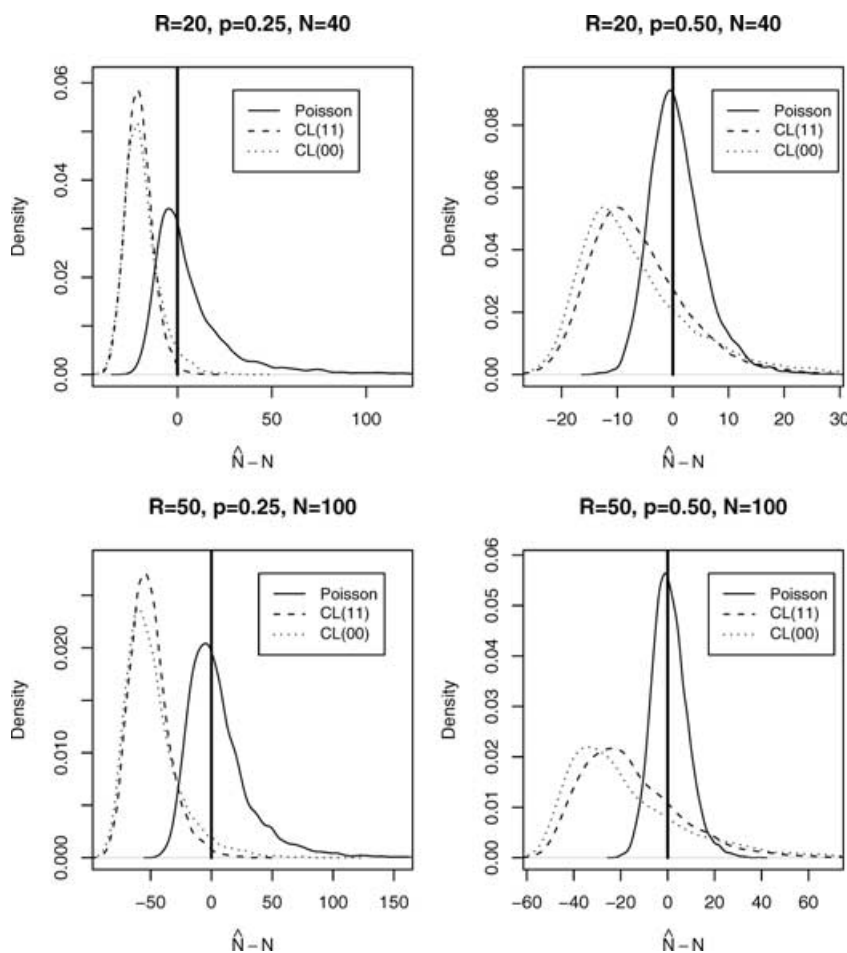 R=20, p=0.25, N=40
Density
0.00
0.02
0.04
0.06
Poisson
CL(11)
CL(00)
0
50
100
N̂ − N
R=20, p=0.50, N=40
Density
0.00
0.02
0.04
0.06
0.08
Poisson
CL(11)
CL(00)
−20
−10
0
10
20
30
N̂ − N
R=50, p=0.25, N=100
Density
0.000
0.010
0.020
Poisson
CL(11)
CL(00)
−50
0
50
100
150
N̂ − N
R=50, p=0.50, N=100
Density
0.00
0.01
0.02
0.03
0.04
0.05
0.06
Poisson
CL(11)
CL(00)
−60
−40
−20
0
20
40
60
N̂ − N